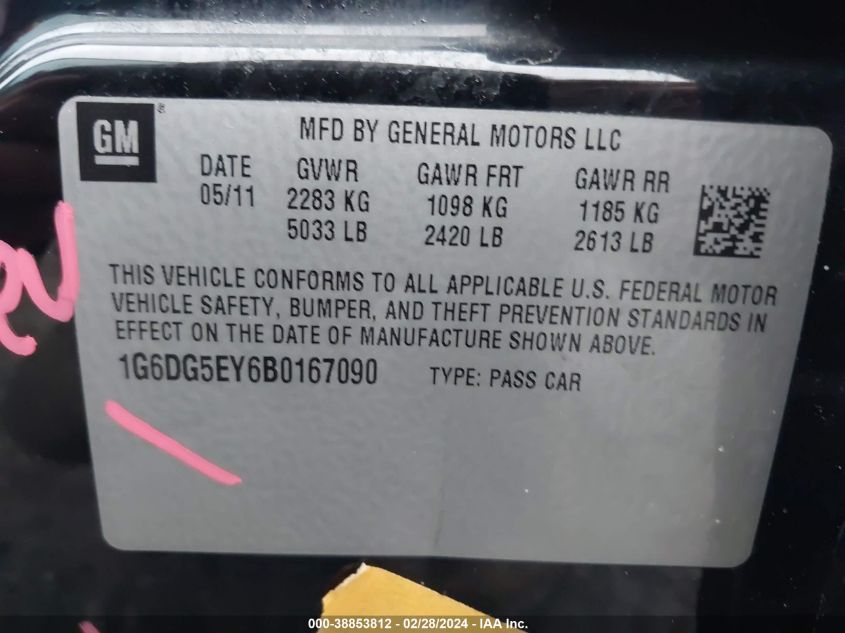 GM
MFD BY GENERAL MOTORS LLC
DATE GVWR GAWR FRT GAWR RR
05/11 2283 KG 1098 KG 1185 KG
5033 LB 2420 LB 2613 LB
THIS VEHICLE CONFORMS TO ALL APPLICABLE U.S. FEDERAL MOTOR
VEHICLE SAFETY, BUMPER, AND THEFT PREVENTION STANDARDS IN
EFFECT ON THE DATE OF MANUFACTURE SHOWN ABOVE.
1G6DG5EY6B0167090 TYPE: PASS CAR
000-38853812 - 02/28/2024 - IAA Inc.